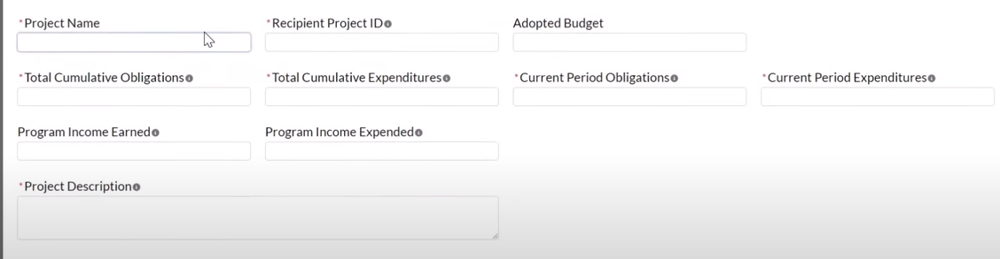 *Project Name *Recipient Project ID Adopted Budget
*Total Cumulative Obligations *Total Cumulative Expenditures *Current Period Obligations *Current Period Expenditures
Program Income Earned Program Income Expended
*Project Description